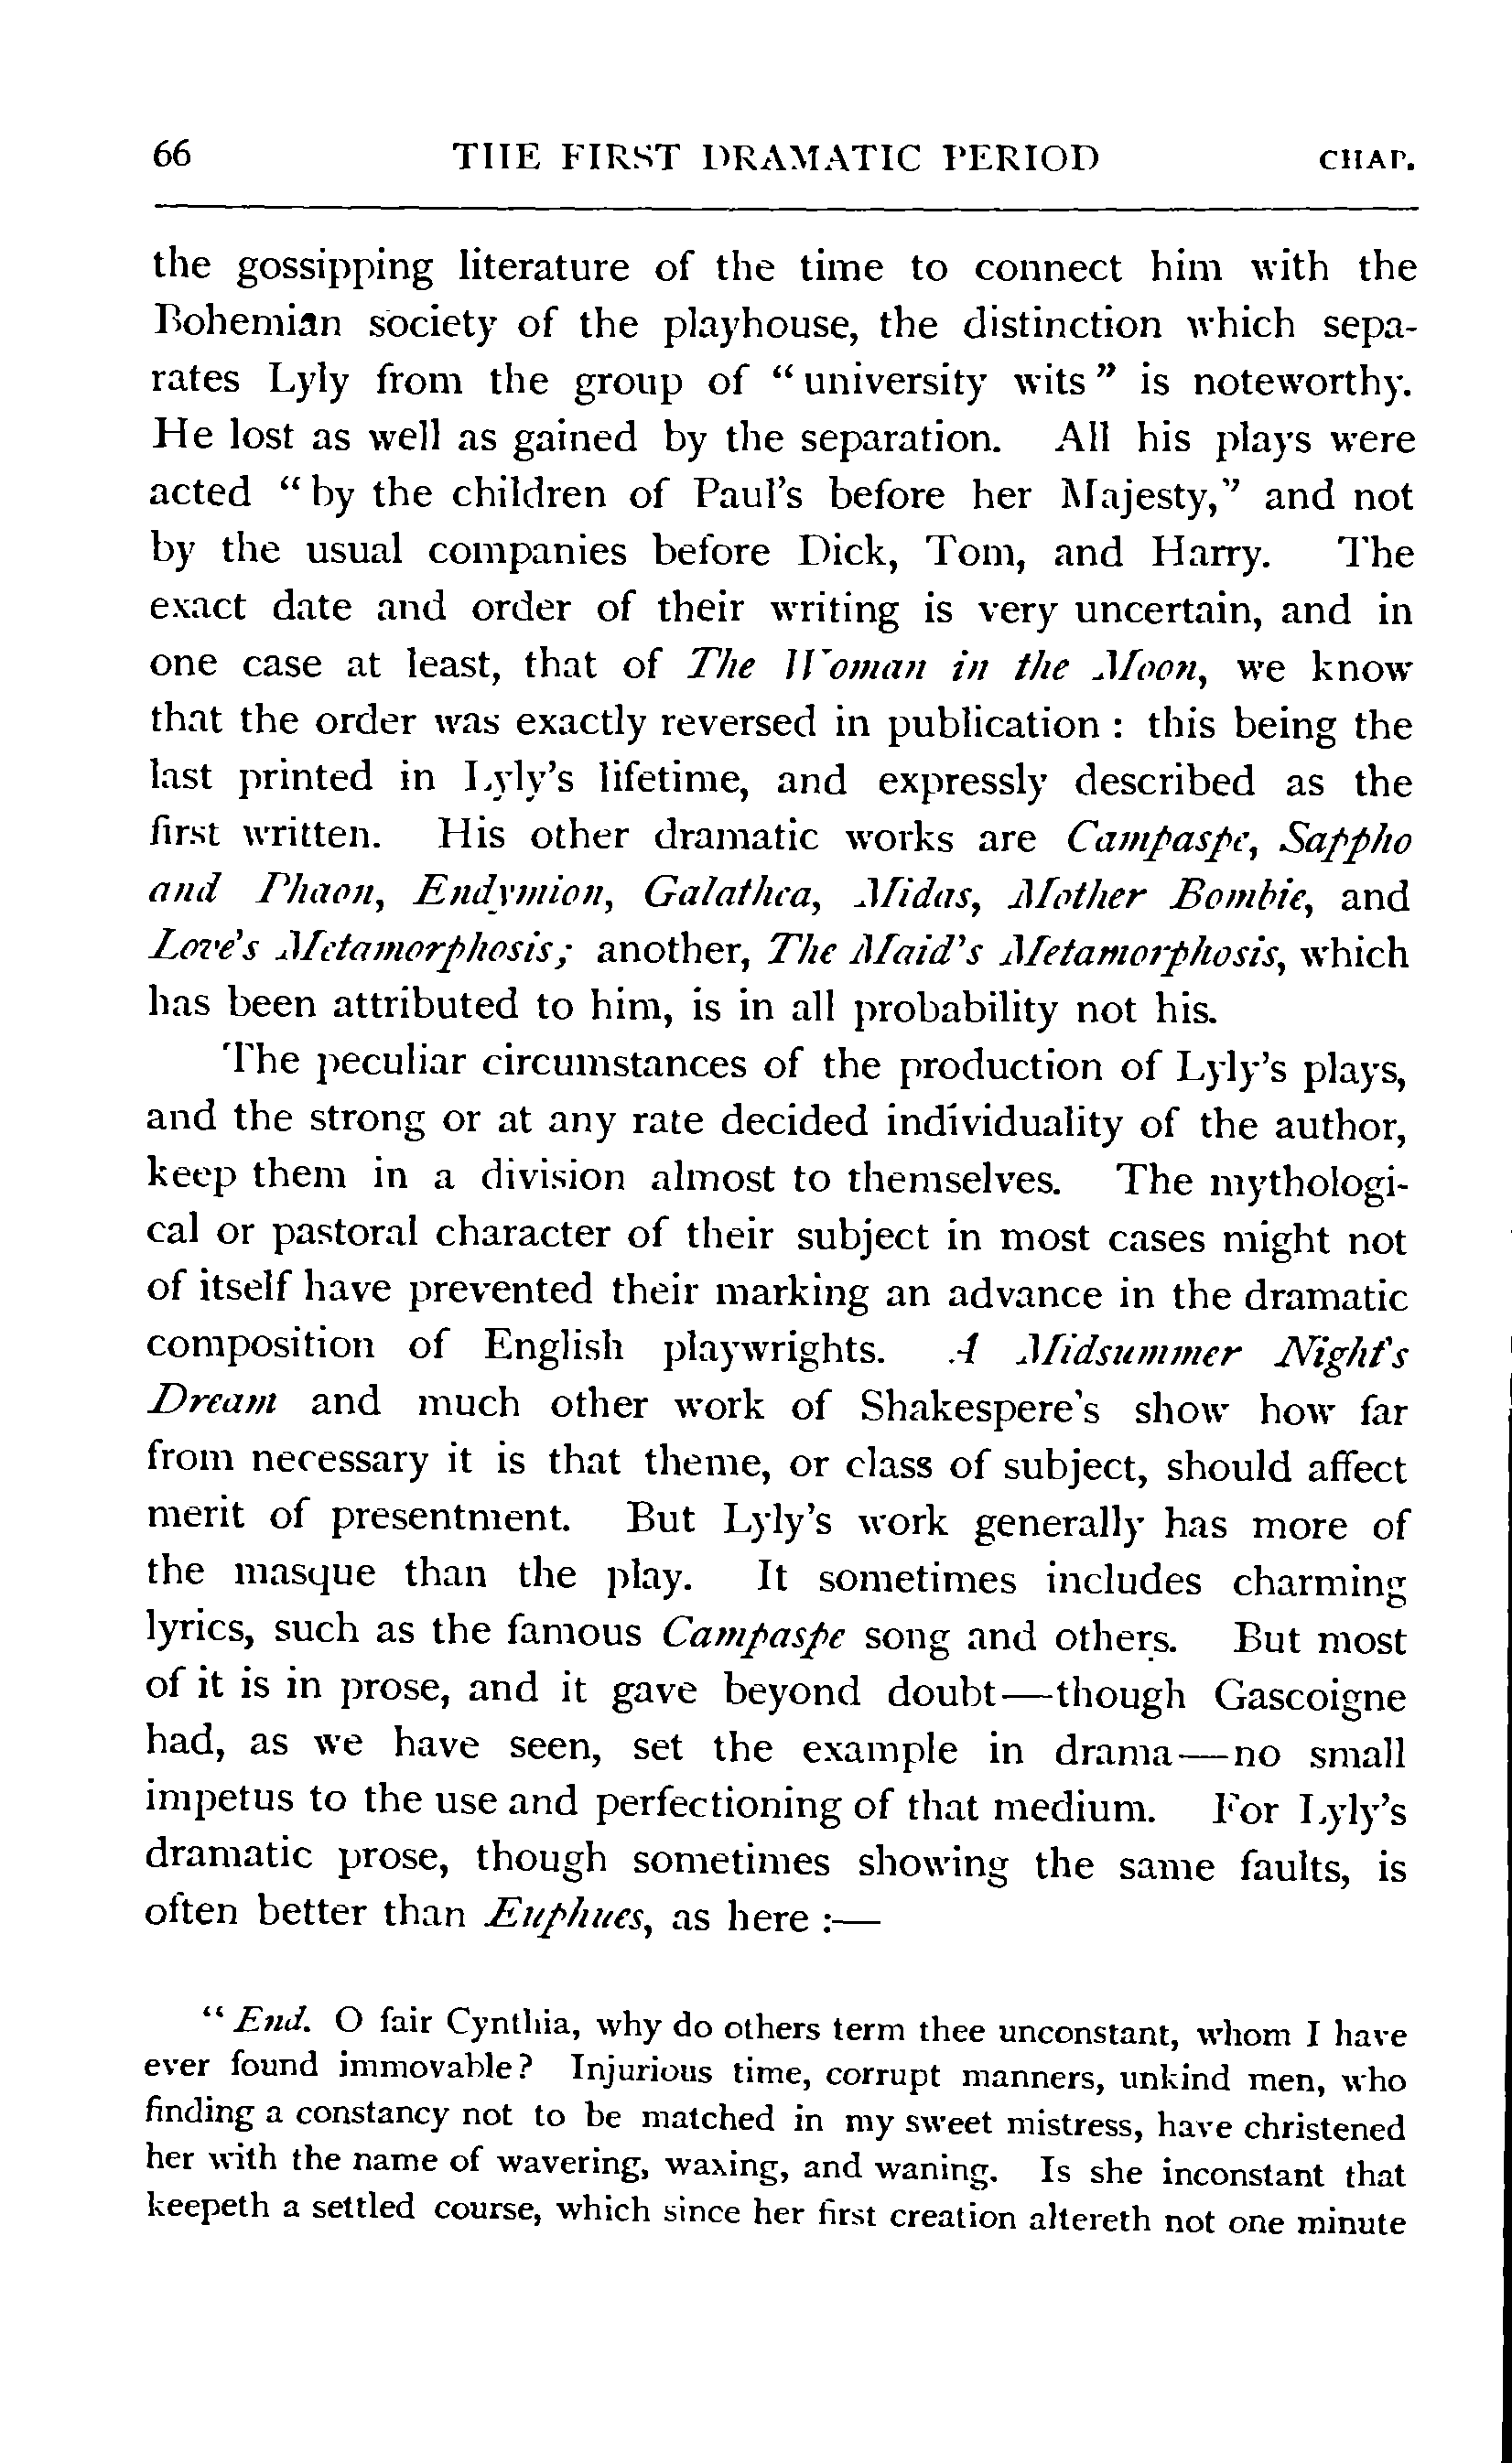 66 THE FIRST DRAMATIC PERIOD CHAP.
the gossipping literature of the time to connect him with the
Bohemian society of the playhouse, the distinction which sepa-
rates Lyly from the group of “university wits” is noteworthy.
He lost as well as gained by the separation. All his plays were
acted “by the children of Paul's before her Majesty,” and not
by the usual companies before Dick, Tom, and Harry. The
exact date and order of their writing is very uncertain, and in
one case at least, that of The Woman in the Moon, we know
that the order was exactly reversed in publication : this being the
last printed in Lyly's lifetime, and expressly described as the
first written. His other dramatic works are Campaspe, Sappho
and Phaon, Endymion, Galathea, Midas, Mother Bombie, and
Love's Metamorphosis; another, The Maid's Metamorphosis, which
has been attributed to him, is in all probability not his.
The peculiar circumstances of the production of Lyly's plays,
and the strong or at any rate decided individuality of the author,
keep them in a division almost to themselves. The mythologi-
cal or pastoral character of their subject in most cases might not
of itself have prevented their marking an advance in the dramatic
composition of English playwrights. A Midsummer Night's
Dream and much other work of Shakespere's show how far
from necessary it is that theme, or class of subject, should affect
merit of presentment. But Lyly's work generally has more of
the masque than the play. It sometimes includes charming
lyrics, such as the famous Campaspe song and others. But most
of it is in prose, and it gave beyond doubt—though Gascoigne
had, as we have seen, set the example in drama—no small
impetus to the use and perfectioning of that medium. For Lyly's
dramatic prose, though sometimes showing the same faults, is
often better than Euphues, as here :—
“End. O fair Cynthia, why do others term thee unconstant, whom I have
ever found immovable? Injurious time, corrupt manners, unkind men, who
finding a constancy not to be matched in my sweet mistress, have christened
her with the name of wavering, waxing, and waning. Is she inconstant that
keepeth a settled course, which since her first creation altereth not one minute